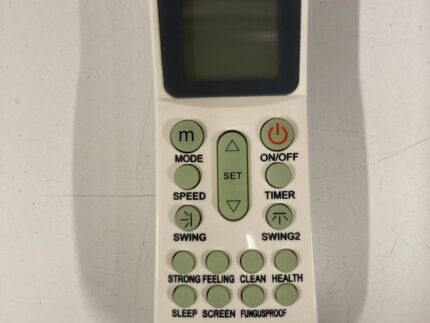 m
MODE
ON/OFF
SET
SPEED
TIMER
SWING
SWING2
STRONG FEELING CLEAN HEALTH
SLEEP SCREEN FUNGUSPROOF